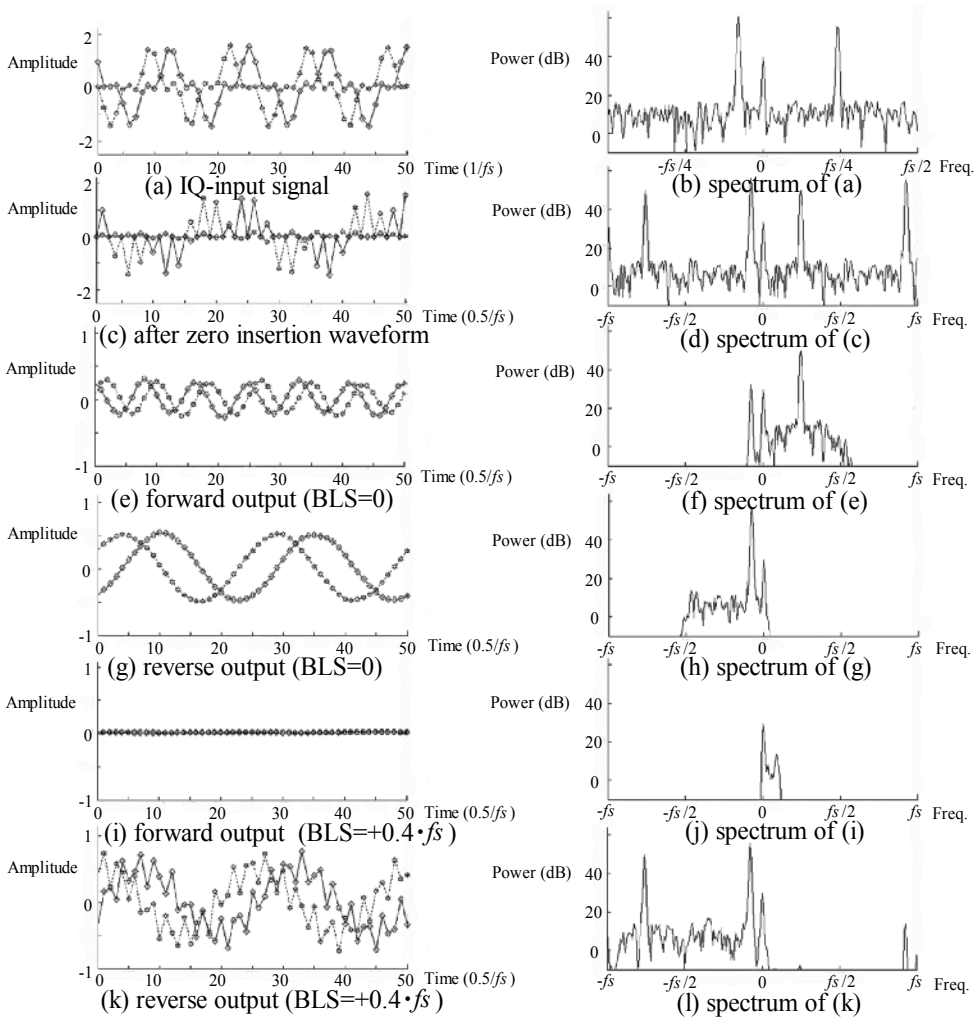 2
Amplitude
0
-2
0 10 20 30 40 50 Time (1/fs)
(a) IQ-input signal
Power (dB)
40
20
0
-fs/4 0 fs/4 fs/2 Freq.
(b) spectrum of (a)
2
Amplitude
0
-2
0 10 20 30 40 50 Time (0.5/fs)
(c) after zero insertion waveform
Power (dB)
40
20
0
-fs -fs/2 0 fs/2 fs Freq.
(d) spectrum of (c)
1
Amplitude
0
-1
0 10 20 30 40 50 Time (0.5/fs)
(e) forward output (BLS=0)
Power (dB)
40
20
0
-fs -fs/2 0 fs/2 fs Freq.
(f) spectrum of (e)
1
Amplitude
0
-1
0 10 20 30 40 50 Time (0.5/fs)
(g) reverse output (BLS=0)
Power (dB)
40
20
0
-fs -fs/2 0 fs/2 fs Freq.
(h) spectrum of (g)
1
Amplitude
0
-1
0 10 20 30 40 50 Time (0.5/fs)
(i) forward output (BLS=+0.4・fs)
Power (dB)
40
20
0
-fs -fs/2 0 fs/2 fs Freq.
(j) spectrum of (i)
1
Amplitude
0
-1
0 10 20 30 40 50 Time (0.5/fs)
(k) reverse output (BLS=+0.4・fs)
Power (dB)
40
20
0
-fs -fs/2 0 fs/2 fs Freq.
(l) spectrum of (k)